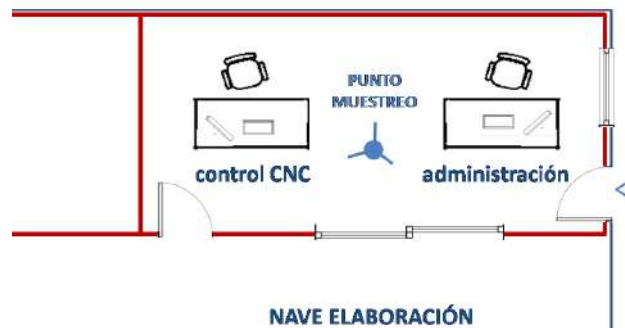 PUNTO
MUESTREO
control CNC
administración
NAVE ELABORACIÓN